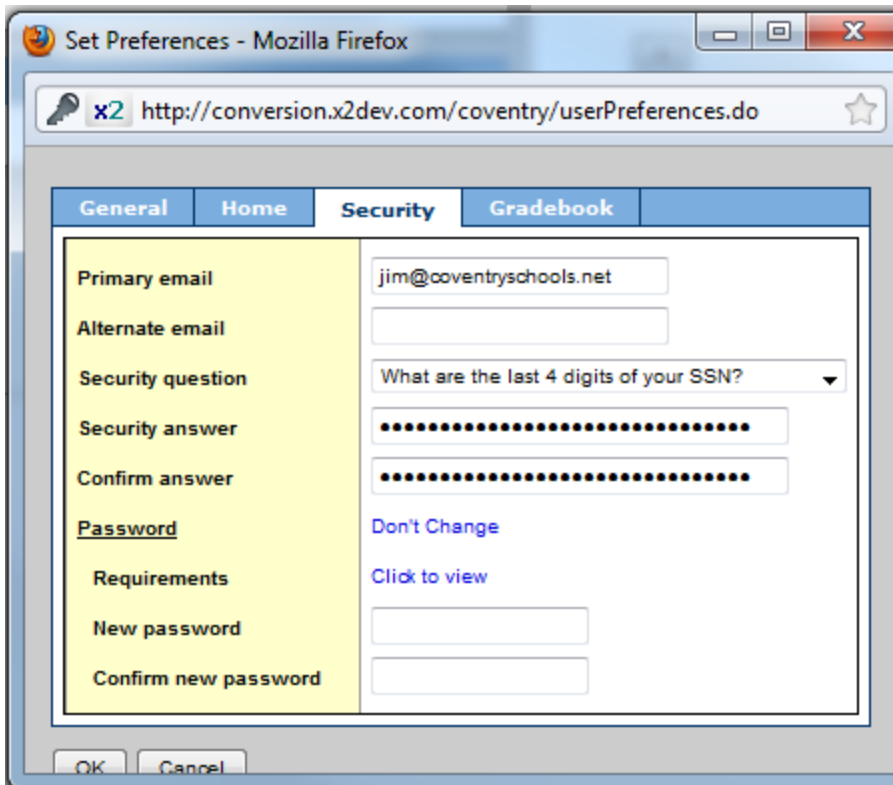 Set Preferences - Mozilla Firefox
x2 http://conversion.x2dev.com/coventry/userPreferences.do
General Home Security Gradebook
Primary email jim@coventryschools.net
Alternate email
Security question What are the last 4 digits of your SSN?
Security answer •••••••••••••••••••••••••••••••
Confirm answer •••••••••••••••••••••••••••••••
Password Don't Change
Requirements Click to view
New password
Confirm new password
OK Cancel